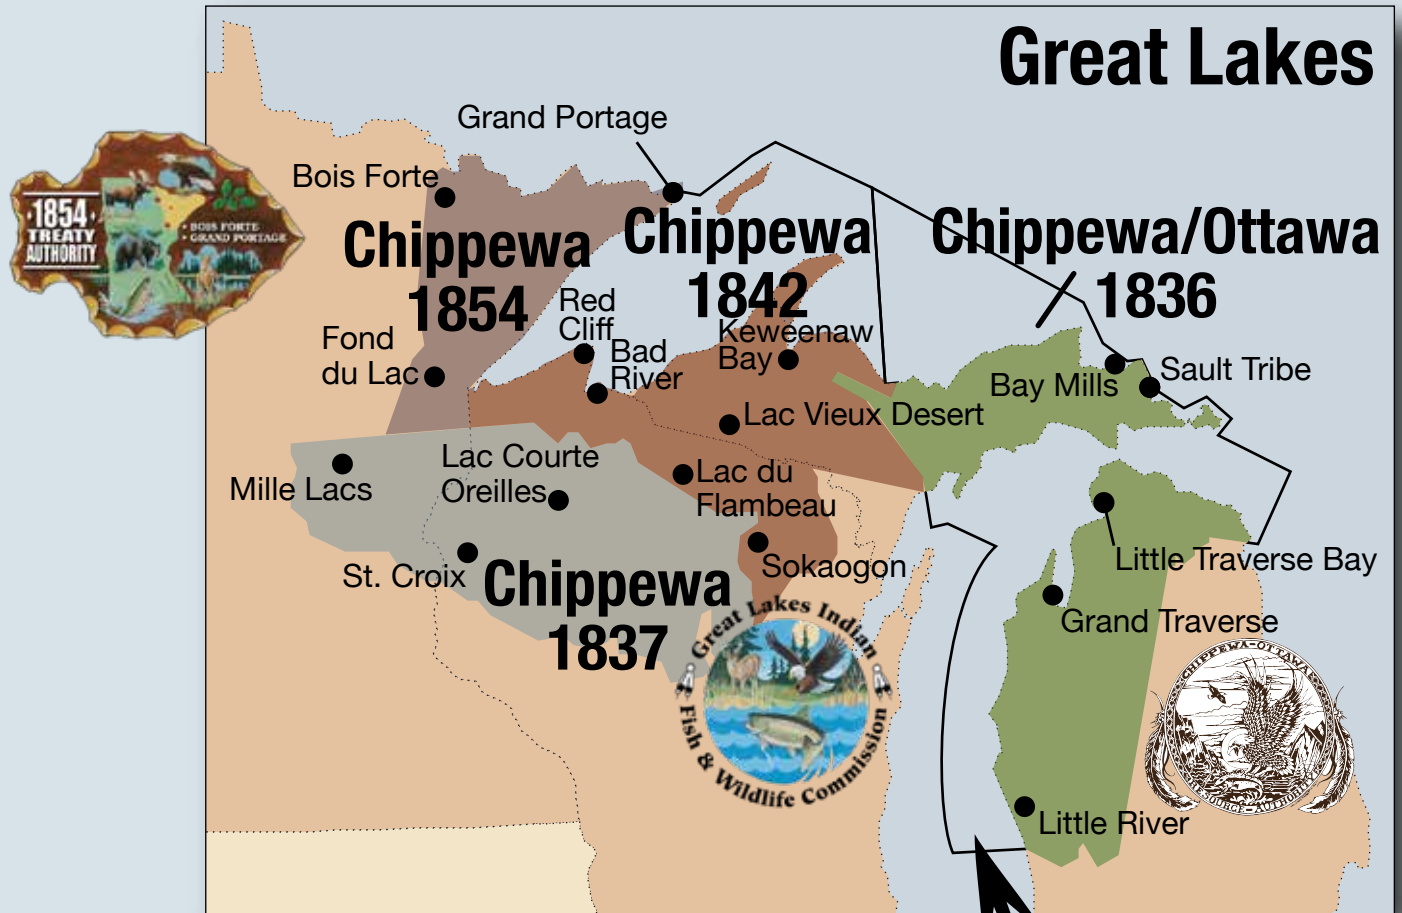 Great Lakes
Grand Portage
Bois Forte
1854
TREATY
AUTHORITY
• BOIS FORTE
• GRAND PORTAGE
Chippewa
1854
Chippewa
1842
Chippewa/Ottawa
1836
Red
Cliff
Fond
du Lac
Bad
River
Keweenaw
Bay
Bay Mills
Sault Tribe
Lac Vieux Desert
Mille Lacs
Lac Courte
Oreilles
Lac du
Flambeau
Sokaogon
St. Croix
Chippewa
1837
Little Traverse Bay
Grand Traverse
Little River
Great Lakes Indian
Fish & Wildlife Commission
CHIPPEWA-OTTAWA
RESOURCE-AUTHORITY